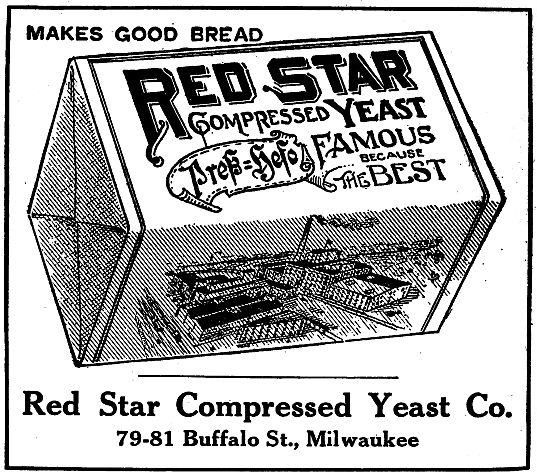 MAKES GOOD BREAD
RED STAR
COMPRESSED YEAST
Preß=Hefe
FAMOUS
BECAUSE
THE BEST
Red Star Compressed Yeast Co.
79-81 Buffalo St., Milwaukee